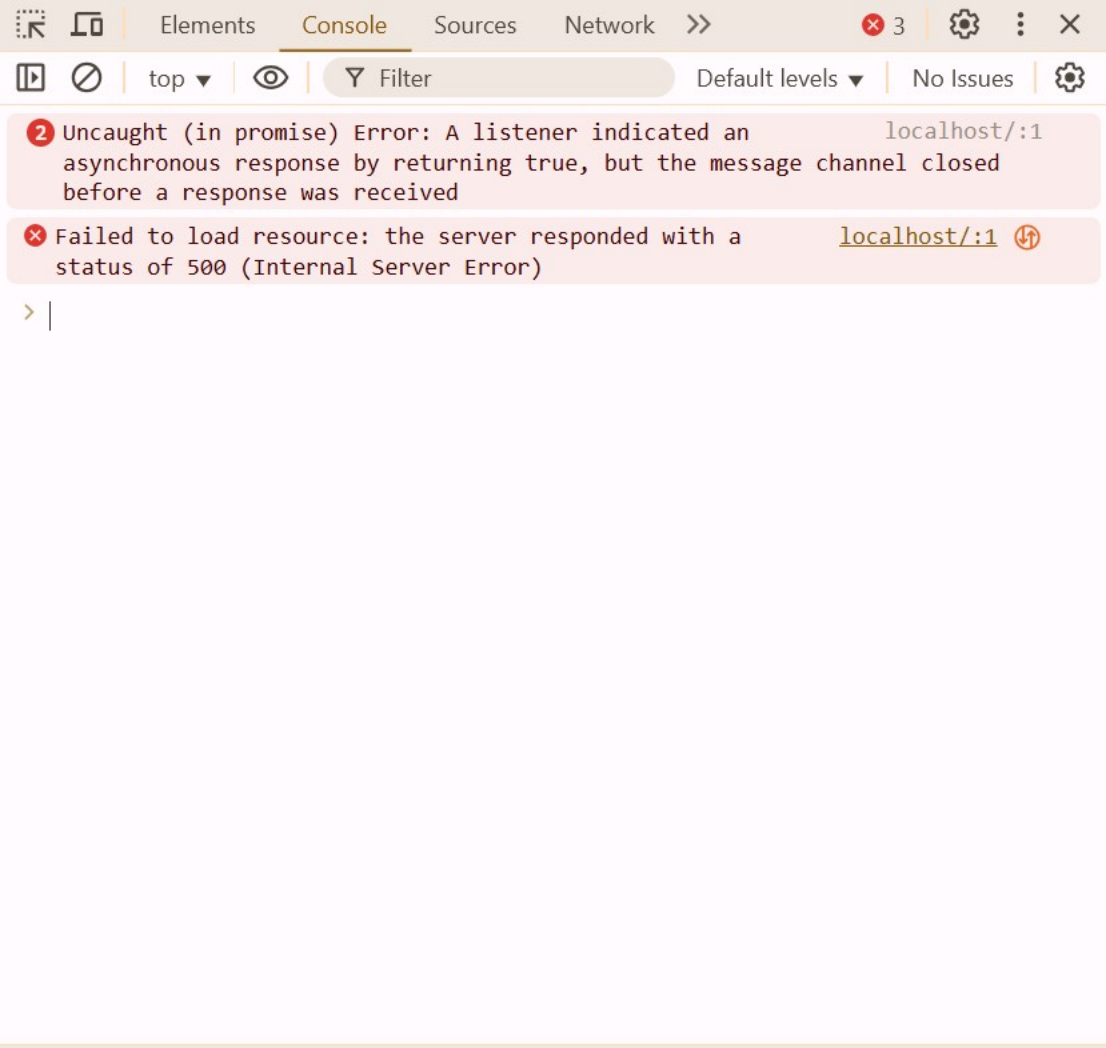 Elements Console Sources Network 3
top Filter Default levels No Issues
2 Uncaught (in promise) Error: A listener indicated an localhost/:1
asynchronous response by returning true, but the message channel closed
before a response was received
Failed to load resource: the server responded with a localhost/:1
status of 500 (Internal Server Error)